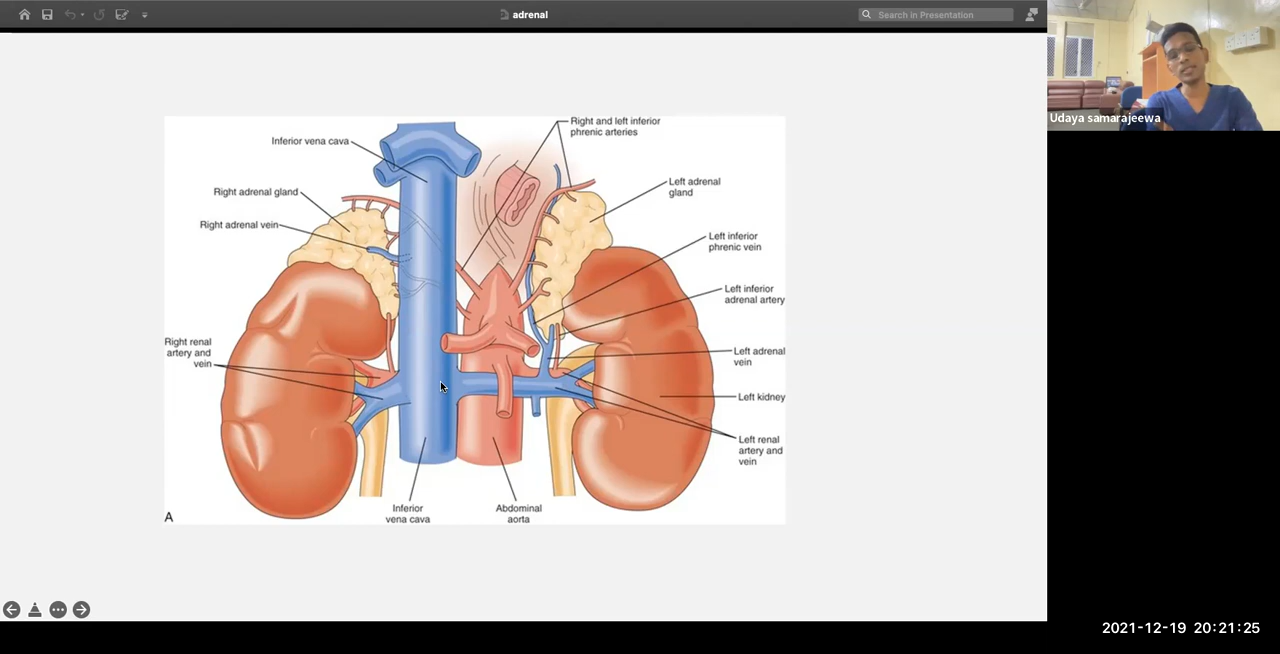 adrenal
Search in Presentation
Udaya samarajeewa
Right and left inferior
phrenic arteries
Inferior vena cava
Right adrenal gland
Left adrenal
gland
Right adrenal vein
Left inferior
phrenic vein
Left inferior
adrenal artery
Right renal
artery and
vein
Left adrenal
vein
Left kidney
Left renal
artery and
vein
Inferior
vena cava
Abdominal
aorta
A
2021-12-19 20:21:25